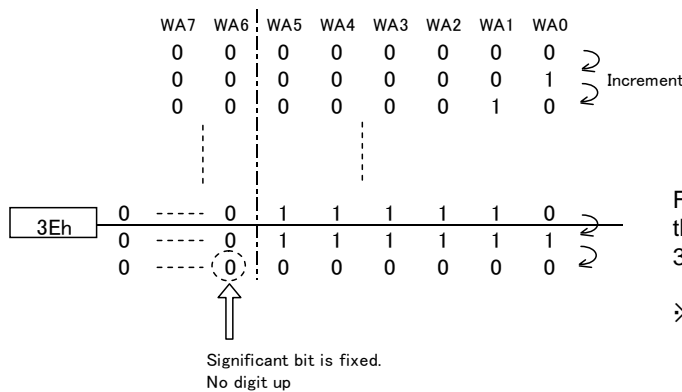 WA7 WA6 WA5 WA4 WA3 WA2 WA1 WA0
0 0 0 0 0 0 0 0
0 0 0 0 0 0 0 1 Increment
0 0 0 0 0 0 1 0
3Eh 0 ----- 0 1 1 1 1 1 0
0 ----- 0 1 1 1 1 1 1
0 ----- 0 0 0 0 0 0 0
3
※
Significant bit is fixed.
No digit up